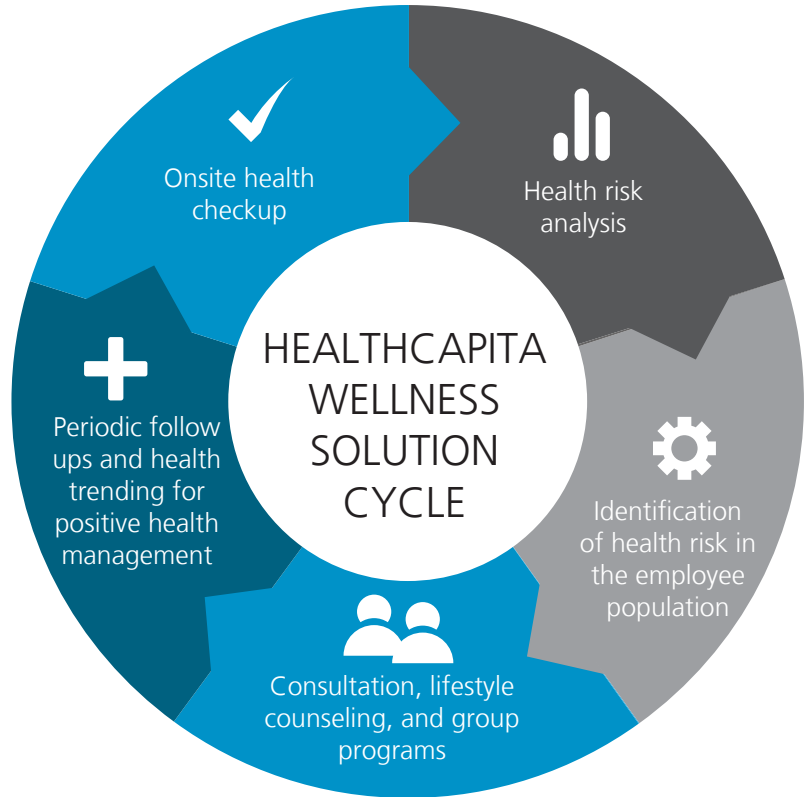 Onsite health
checkup
Health risk
analysis
HEALTHCAPITA
WELLNESS
SOLUTION
CYCLE
Identification
of health risk in
the employee
population
Consultation, lifestyle
counseling, and group
programs
Periodic follow
ups and health
trending for
positive health
management